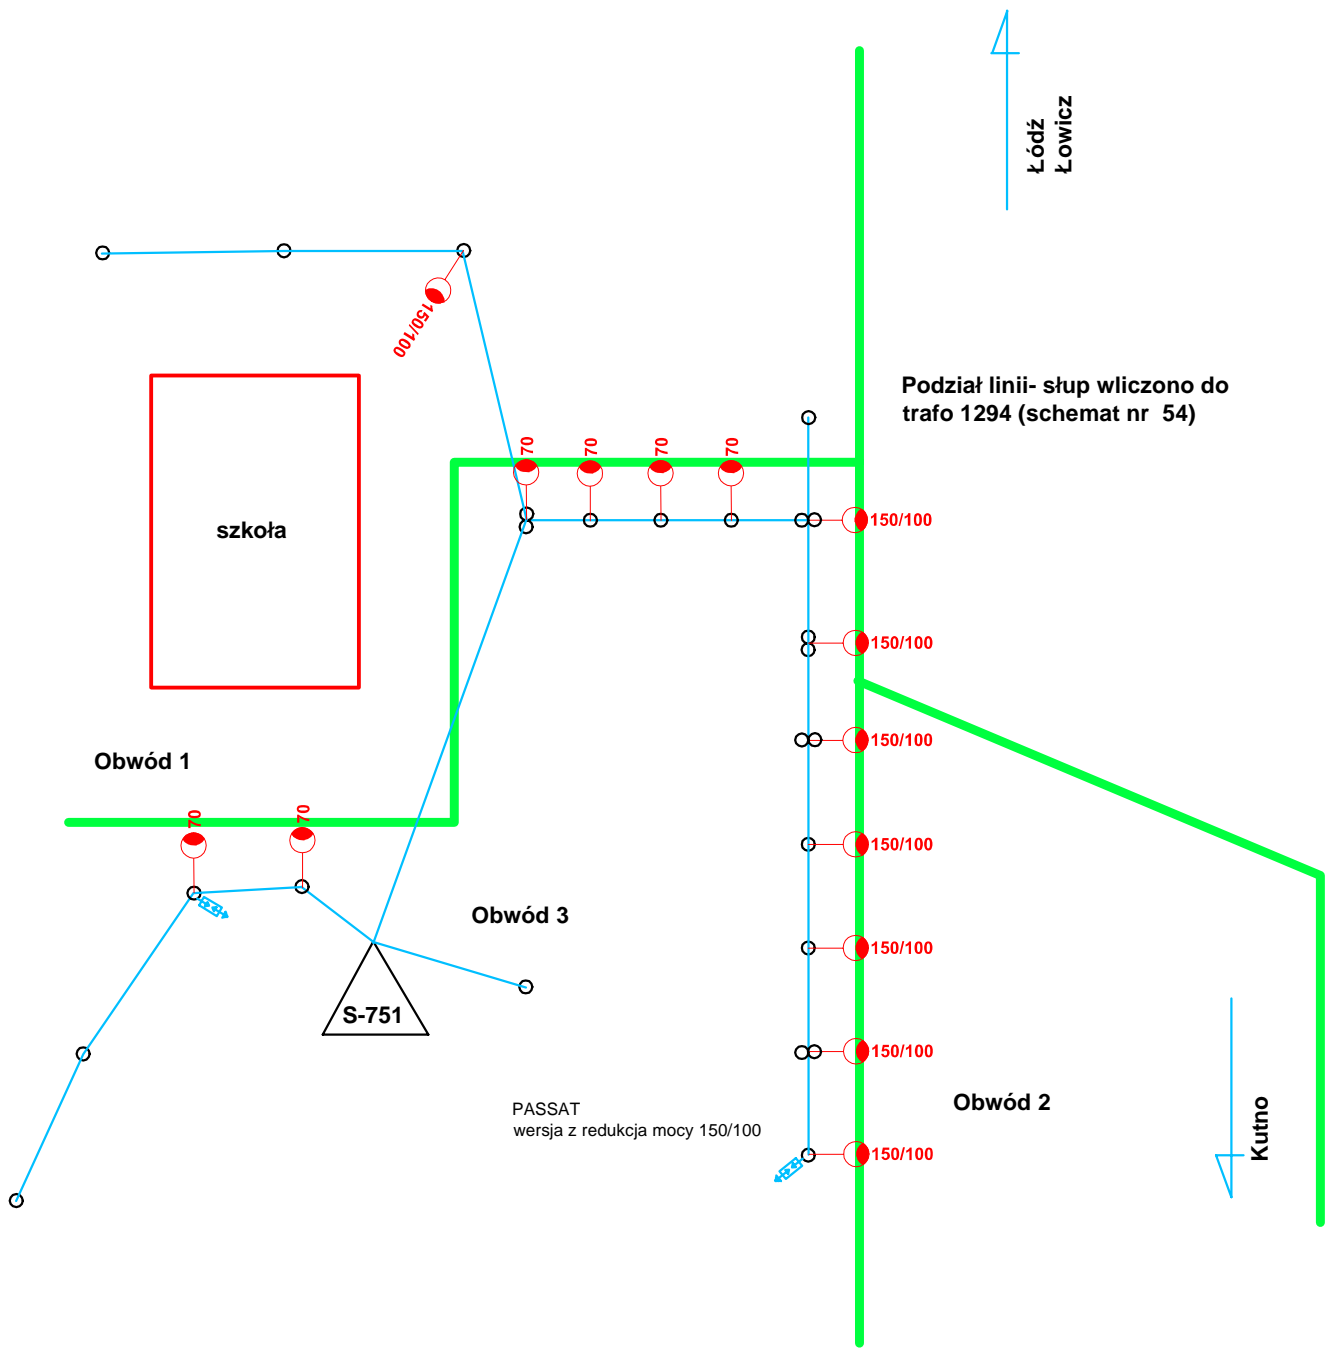 Łódź
Łowicz
150/100
Podział linii- słup wliczono do
trafo 1294 (schemat nr 54)
70
70
70
70
150/100
szkoła
150/100
150/100
Obwód 1
70
70
150/100
Obwód 3
150/100
S-751
150/100
PASSAT
wersja z redukcja mocy 150/100
Obwód 2
Kutno
150/100